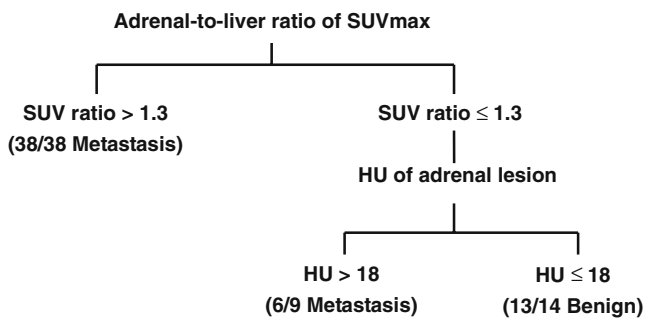 Adrenal-to-liver ratio of SUVmax
SUV ratio > 1.3
(38/38 Metastasis)
SUV ratio ≤ 1.3
HU of adrenal lesion
HU > 18
(6/9 Metastasis)
HU ≤ 18
(13/14 Benign)